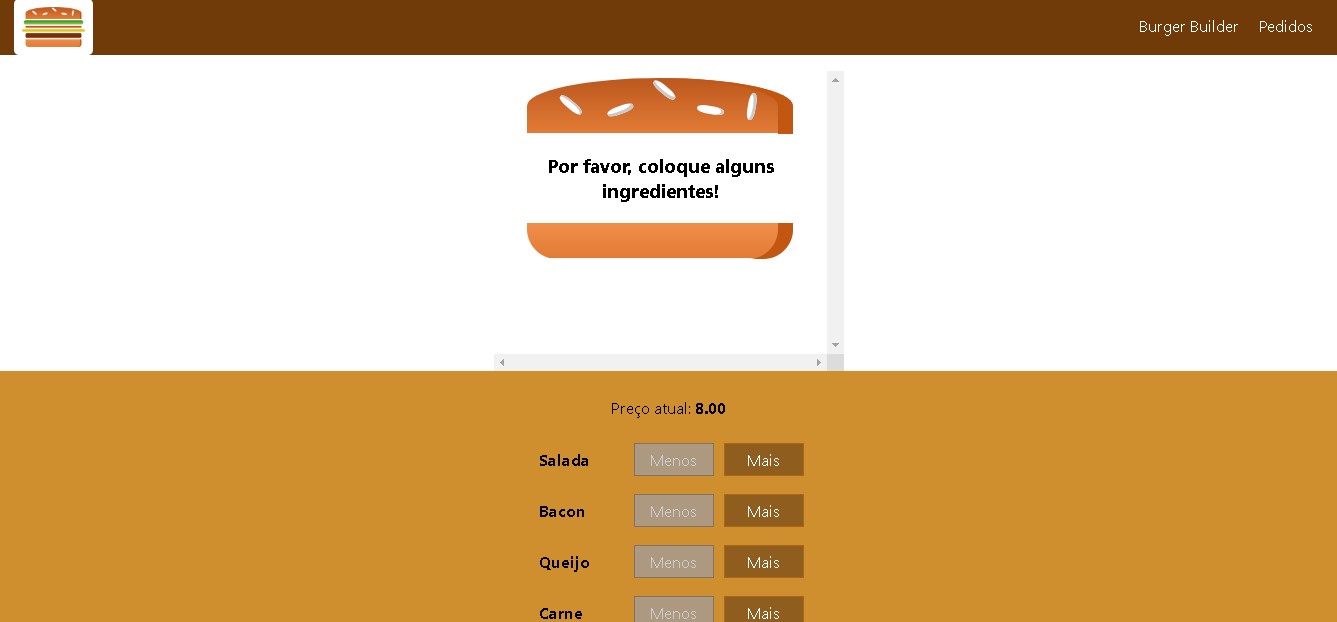 Burger Builder Pedidos
Por favor, coloque alguns
ingredientes!
Preço atual: 8.00
Salada Menos Mais
Bacon Menos Mais
Queijo Menos Mais
Carne Menos Mais